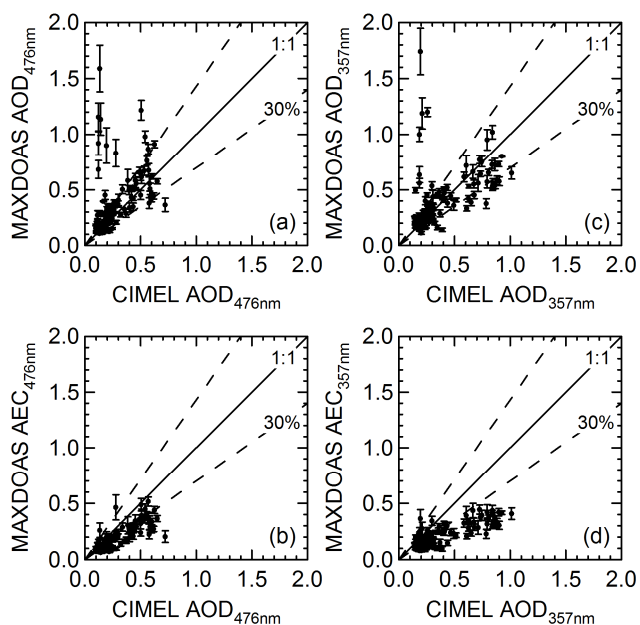 MAXDOAS AOD476nm
2.0
1.5
1.0
0.5
0.0
0.0 0.5 1.0 1.5 2.0
1:1
30%
(a)
CIMEL AOD476nm
MAXDOAS AOD357nm
2.0
1.5
1.0
0.5
0.0
0.0 0.5 1.0 1.5 2.0
1:1
30%
(c)
CIMEL AOD357nm
MAXDOAS AEC476nm
2.0
1.5
1.0
0.5
0.0
0.0 0.5 1.0 1.5 2.0
1:1
30%
(b)
CIMEL AOD476nm
MAXDOAS AEC357nm
2.0
1.5
1.0
0.5
0.0
0.0 0.5 1.0 1.5 2.0
1:1
30%
(d)
CIMEL AOD357nm